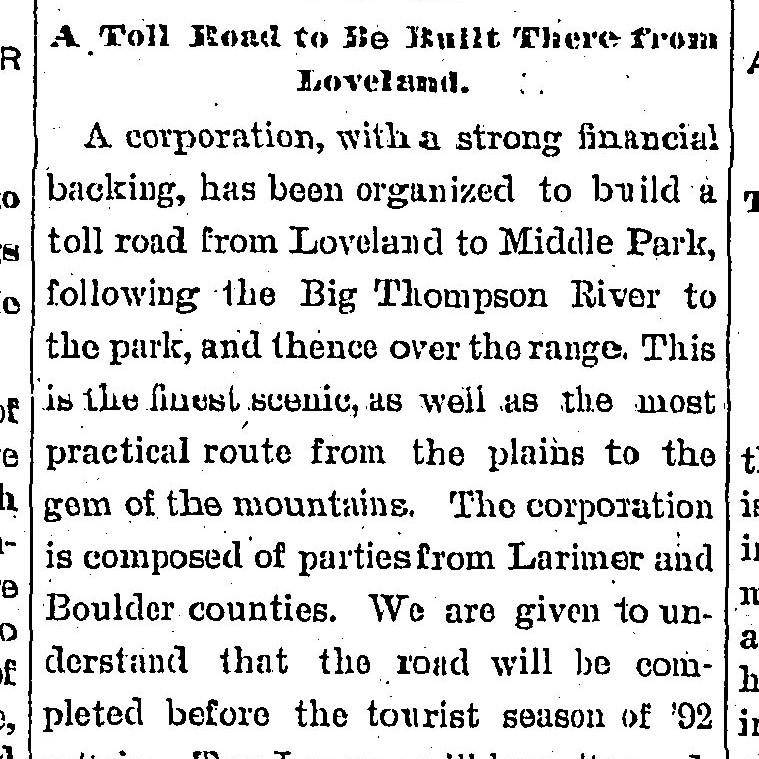 A Toll Road to Be Built There from
Loveland.
A corporation, with a strong financial
backing, has been organized to build a
toll road from Loveland to Middle Park,
following the Big Thompson River to
the park, and thence over the range. This
is the finest scenic, as well as the most
practical route from the plains to the
gem of the mountains. The corporation
is composed of parties from Larimer and
Boulder counties. We are given to un-
derstand that the road will be com-
pleted before the tourist season of '92